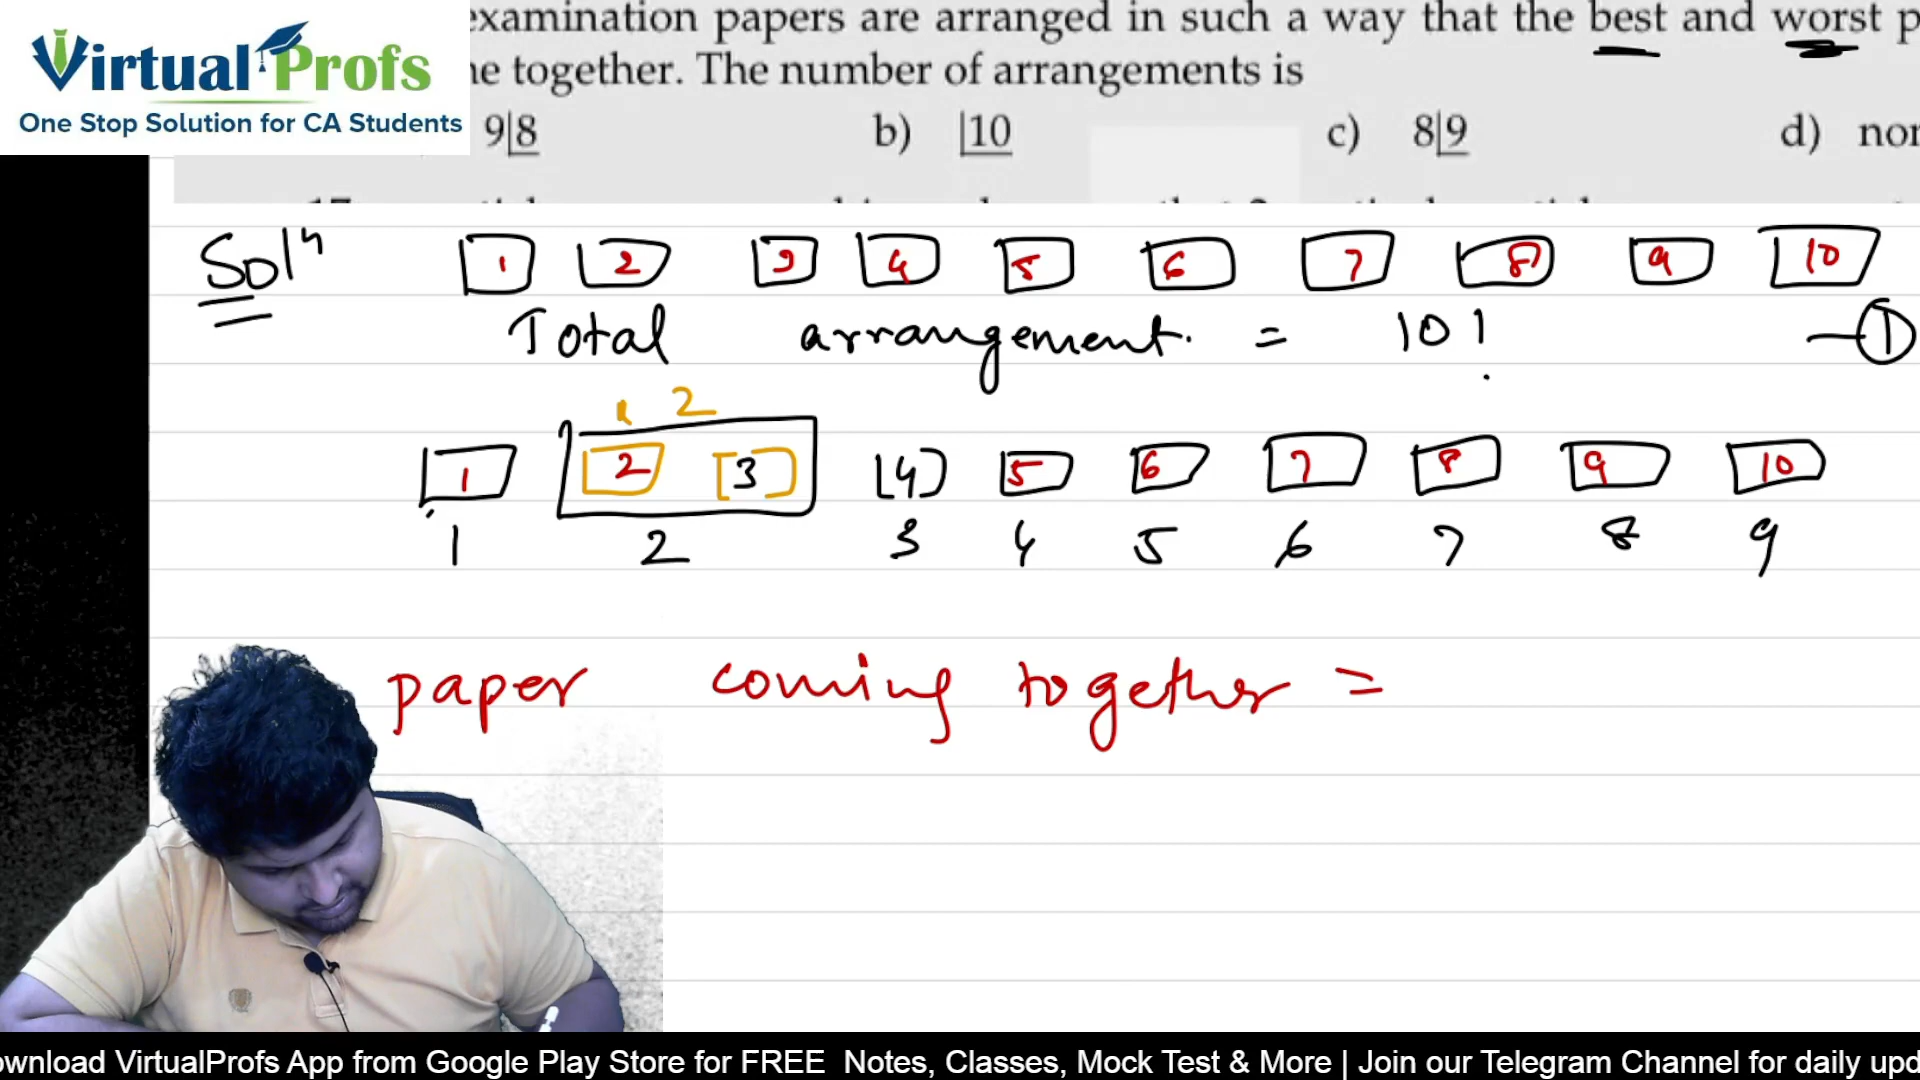 Virtual Profs
One Stop Solution for CA Students
examination papers are arranged in such a way that the best and worst p
e together. The number of arrangements is
9|8 b) |10 c) 8|9 d) nor
Solⁿ 1 2 3 4 5 6 7 8 9 10
Total arrangement. = 10! —①
1 2
1 2 3 4 5 6 7 8 9 10
1 2 3 4 5 6 7 8 9
paper coming together =
ownload VirtualProfs App from Google Play Store for FREE Notes, Classes, Mock Test & More | Join our Telegram Channel for daily upd